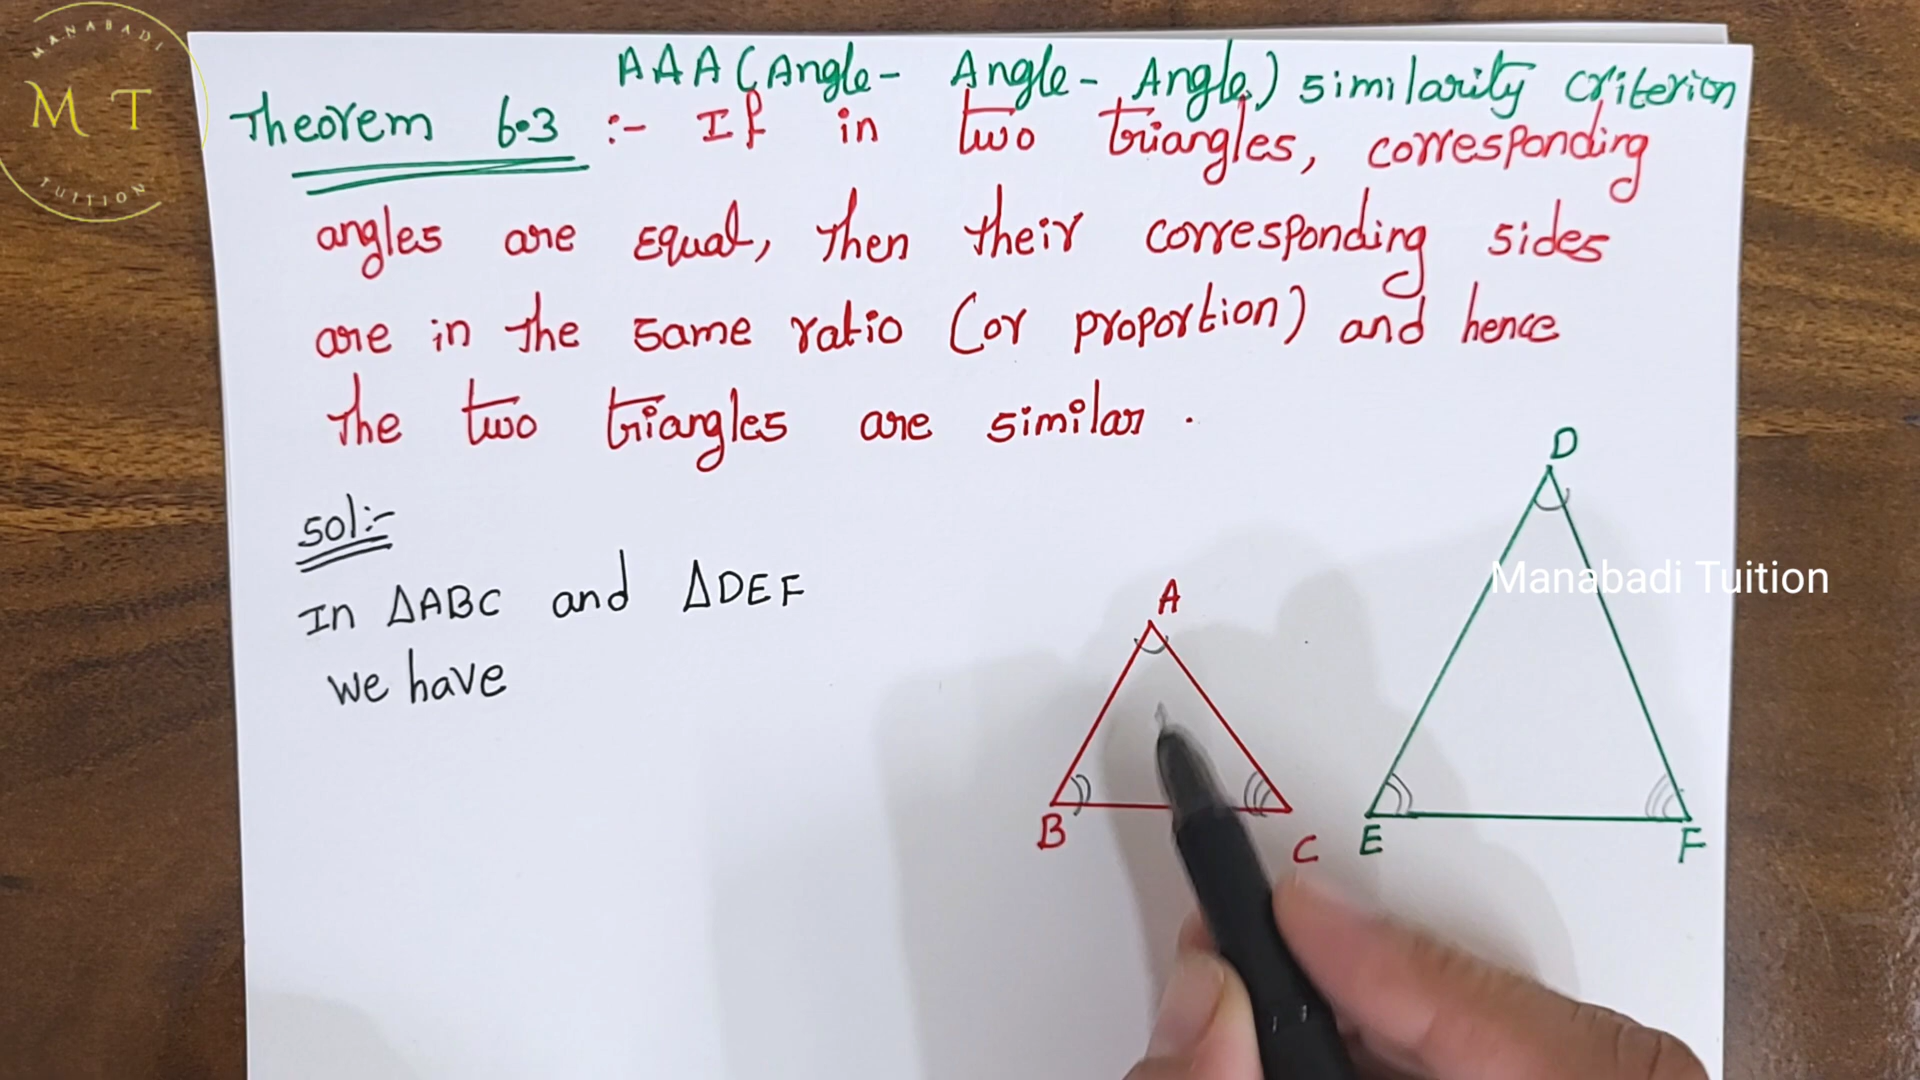 MANABADI
M T
TUITION
AAA (Angle- Angle- Angle) similarity criterion
Theorem 6.3 :- If in two triangles, corresponding
angles are equal, then their corresponding sides
are in the same ratio (or proportion) and hence
the two triangles are similar.
Sol:-
In ΔABC and ΔDEF
we have
D
Manabadi Tuition
A
B
C
E
F